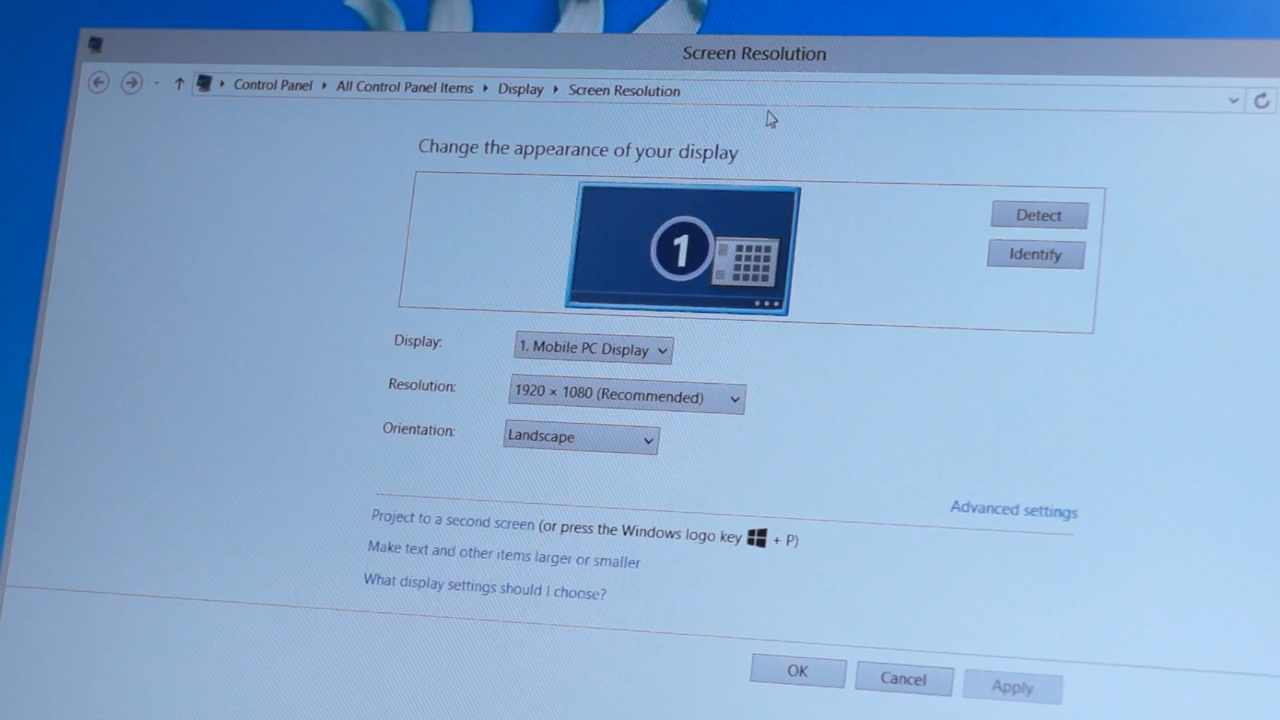 Screen Resolution
Control Panel All Control Panel Items Display Screen Resolution
Change the appearance of your display
1
Detect
Identify
Display: 1. Mobile PC Display
Resolution: 1920 × 1080 (Recommended)
Orientation: Landscape
Advanced settings
Project to a second screen (or press the Windows logo key + P)
Make text and other items larger or smaller
What display settings should I choose?
OK Cancel Apply